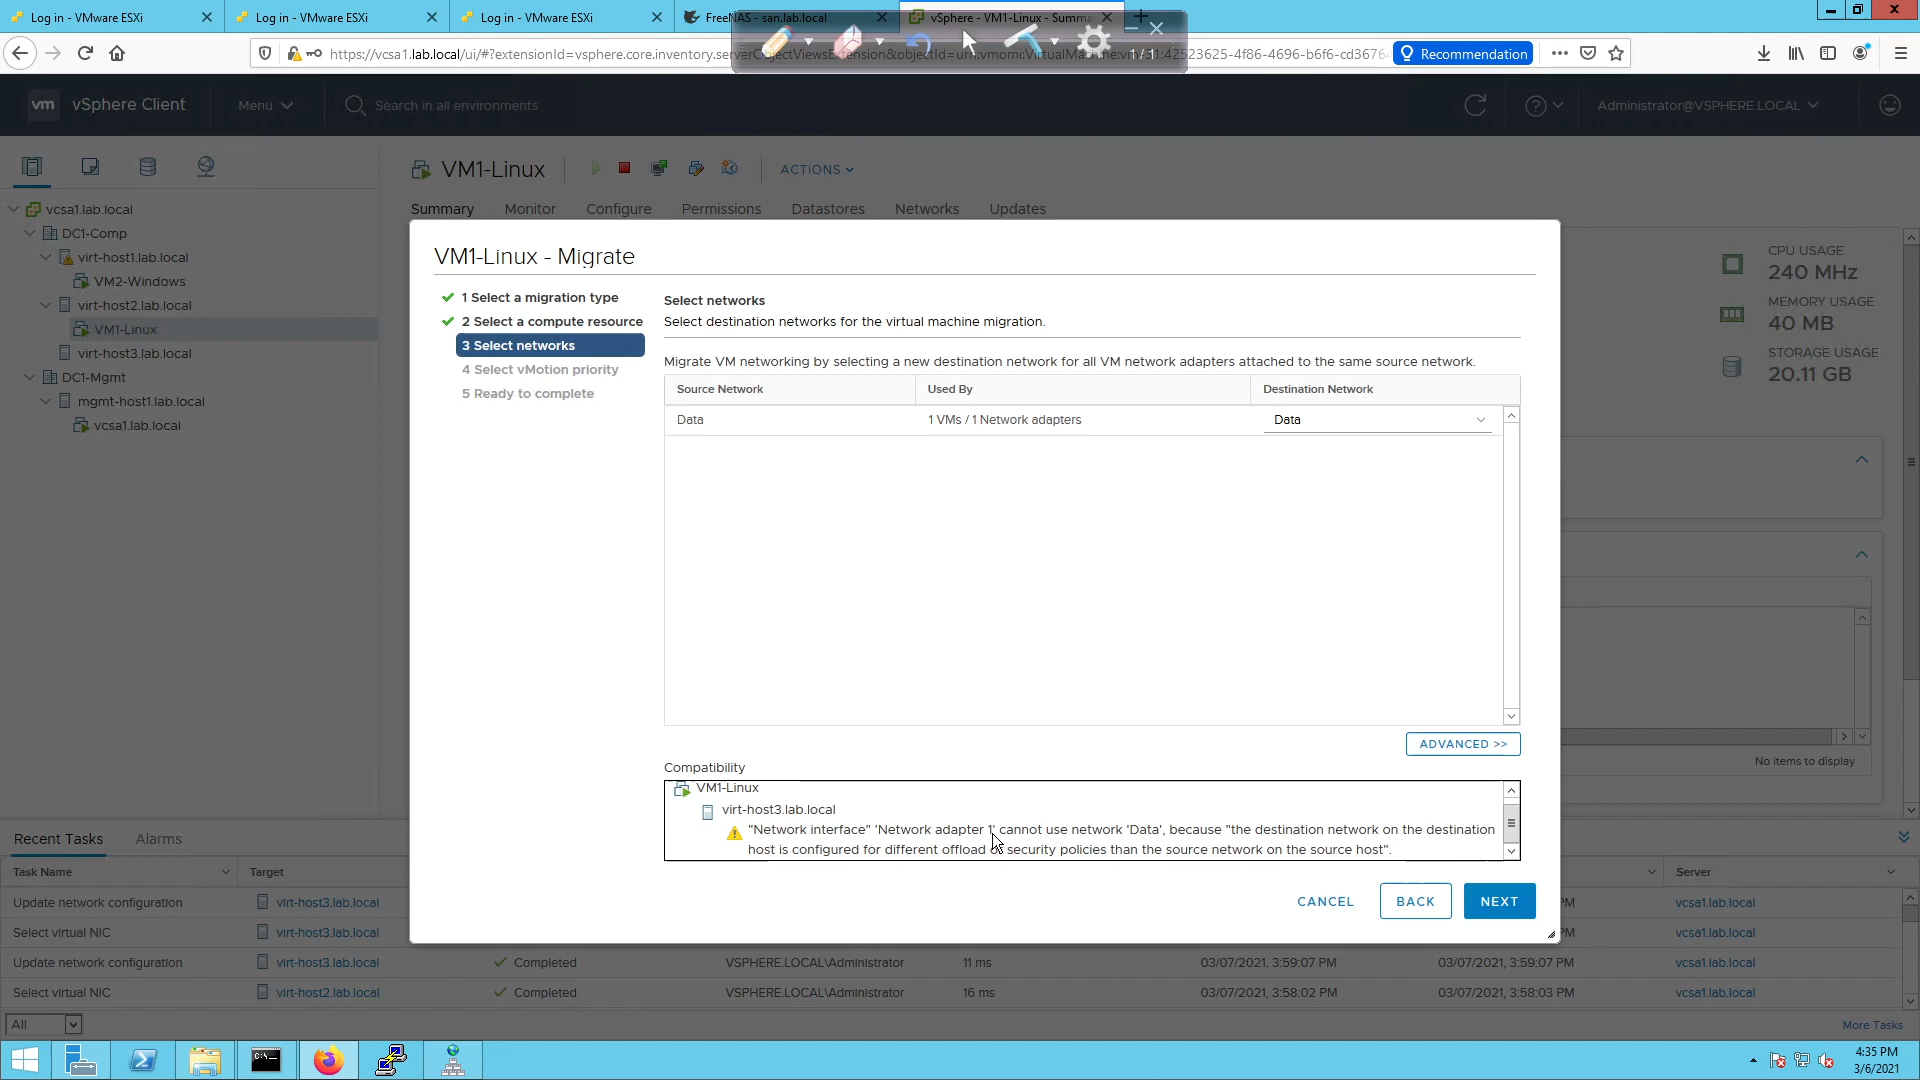 Log in - VMware ESXi
Log in - VMware ESXi
Log in - VMware ESXi
FreeNAS - san.lab.local
vSphere - VM1-Linux - Summa
1 / 1
https://vcsa1.lab.local/ui/#?extensionId=vsphere.core.inventory.serverObjectViewsExtension&objectId=urn:vmomi:VirtualMachine:vm-31:42523625-4f86-4696-b6f6-cd3676
Recommendation
vm
vSphere Client
Menu
Search in all environments
Administrator@VSPHERE.LOCAL
VM1-Linux
ACTIONS
Summary
Monitor
Configure
Permissions
Datastores
Networks
Updates
vcsa1.lab.local
DC1-Comp
virt-host1.lab.local
VM2-Windows
virt-host2.lab.local
VM1-Linux
virt-host3.lab.local
DC1-Mgmt
mgmt-host1.lab.local
vcsa1.lab.local
CPU USAGE
240 MHz
MEMORY USAGE
40 MB
STORAGE USAGE
20.11 GB
No items to display
VM1-Linux - Migrate
1 Select a migration type
2 Select a compute resource
3 Select networks
4 Select vMotion priority
5 Ready to complete
Select networks
Select destination networks for the virtual machine migration.
Migrate VM networking by selecting a new destination network for all VM network adapters attached to the same source network.
Source Network
Used By
Destination Network
Data
1 VMs / 1 Network adapters
Data
ADVANCED >>
Compatibility
VM1-Linux
virt-host3.lab.local
"Network interface" 'Network adapter 1' cannot use network 'Data', because "the destination network on the destination
host is configured for different offload or security policies than the source network on the source host".
CANCEL
BACK
NEXT
Recent Tasks
Alarms
Task Name
Target
Server
Update network configuration
virt-host3.lab.local
PM
vcsa1.lab.local
Select virtual NIC
virt-host3.lab.local
PM
vcsa1.lab.local
Update network configuration
virt-host3.lab.local
Completed
VSPHERE.LOCAL\Administrator
11 ms
03/07/2021, 3:59:07 PM
03/07/2021, 3:59:07 PM
vcsa1.lab.local
Select virtual NIC
virt-host2.lab.local
Completed
VSPHERE.LOCAL\Administrator
16 ms
03/07/2021, 3:58:02 PM
03/07/2021, 3:58:03 PM
vcsa1.lab.local
All
More Tasks
4:35 PM
3/6/2021